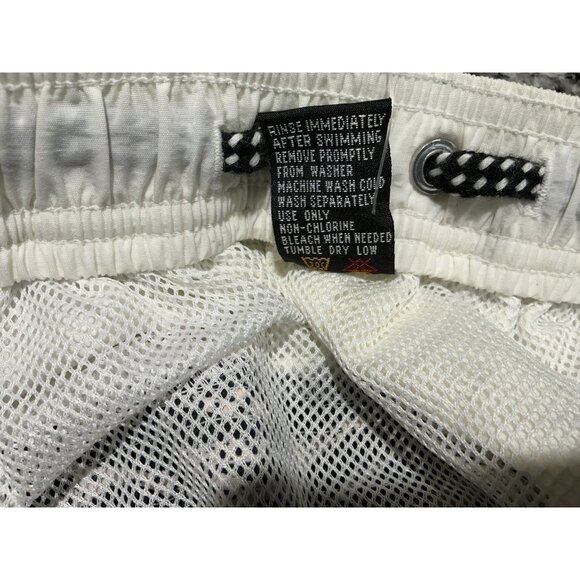 RINSE IMMEDIATELY
AFTER SWIMMING
REMOVE PROMPTLY
FROM WASHER
MACHINE WASH COLD
WASH SEPARATELY
USE ONLY
NON-CHLORINE
BLEACH WHEN NEEDED
TUMBLE DRY LOW